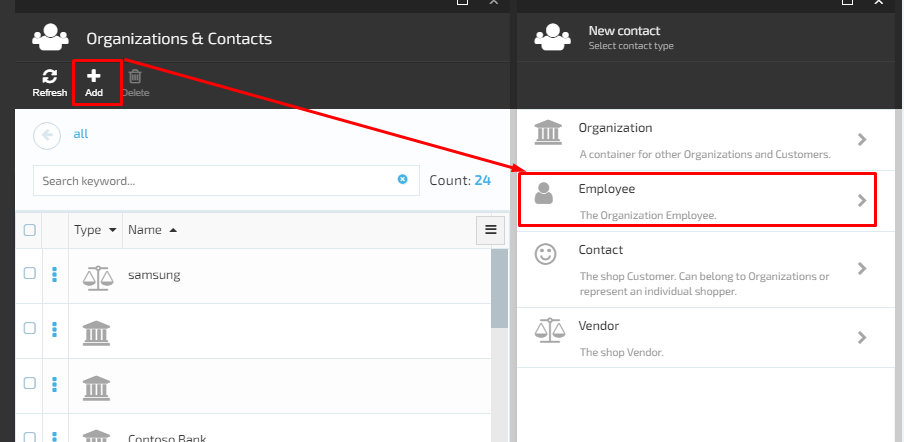 Organizations & Contacts
Refresh
Add
Delete
all
Search keyword...
Count: 24
Type
Name
samsung
Contoso Bank
New contact
Select contact type
Organization
A container for other Organizations and Customers.
Employee
The Organization Employee.
Contact
The shop Customer. Can belong to Organizations or
represent an individual shopper.
Vendor
The shop Vendor.